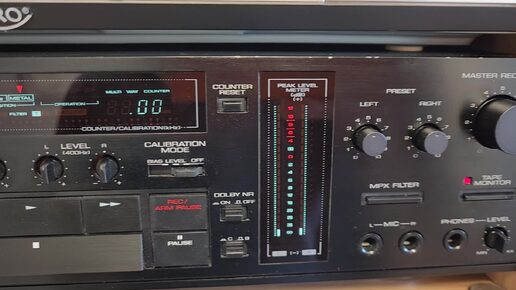 RO®
METAL
MULTI WAY COUNTER
OPERATION
.00
FILTER
COUNTER/CALIBRATION(kHz)
COUNTER
RESET
PEAK LEVEL
METER
PRESET
LEFT
RIGHT
MASTER REC
L LEVEL R
(400Hz)
CALIBRATION
MODE
BIAS LEVEL OFF
MPX FILTER
TAPE
MONITOR
REC/
ARM PAUSE
DOLBY NR
ON OFF
PAUSE
C B
L MIC R
PHONES LEVEL
MIN